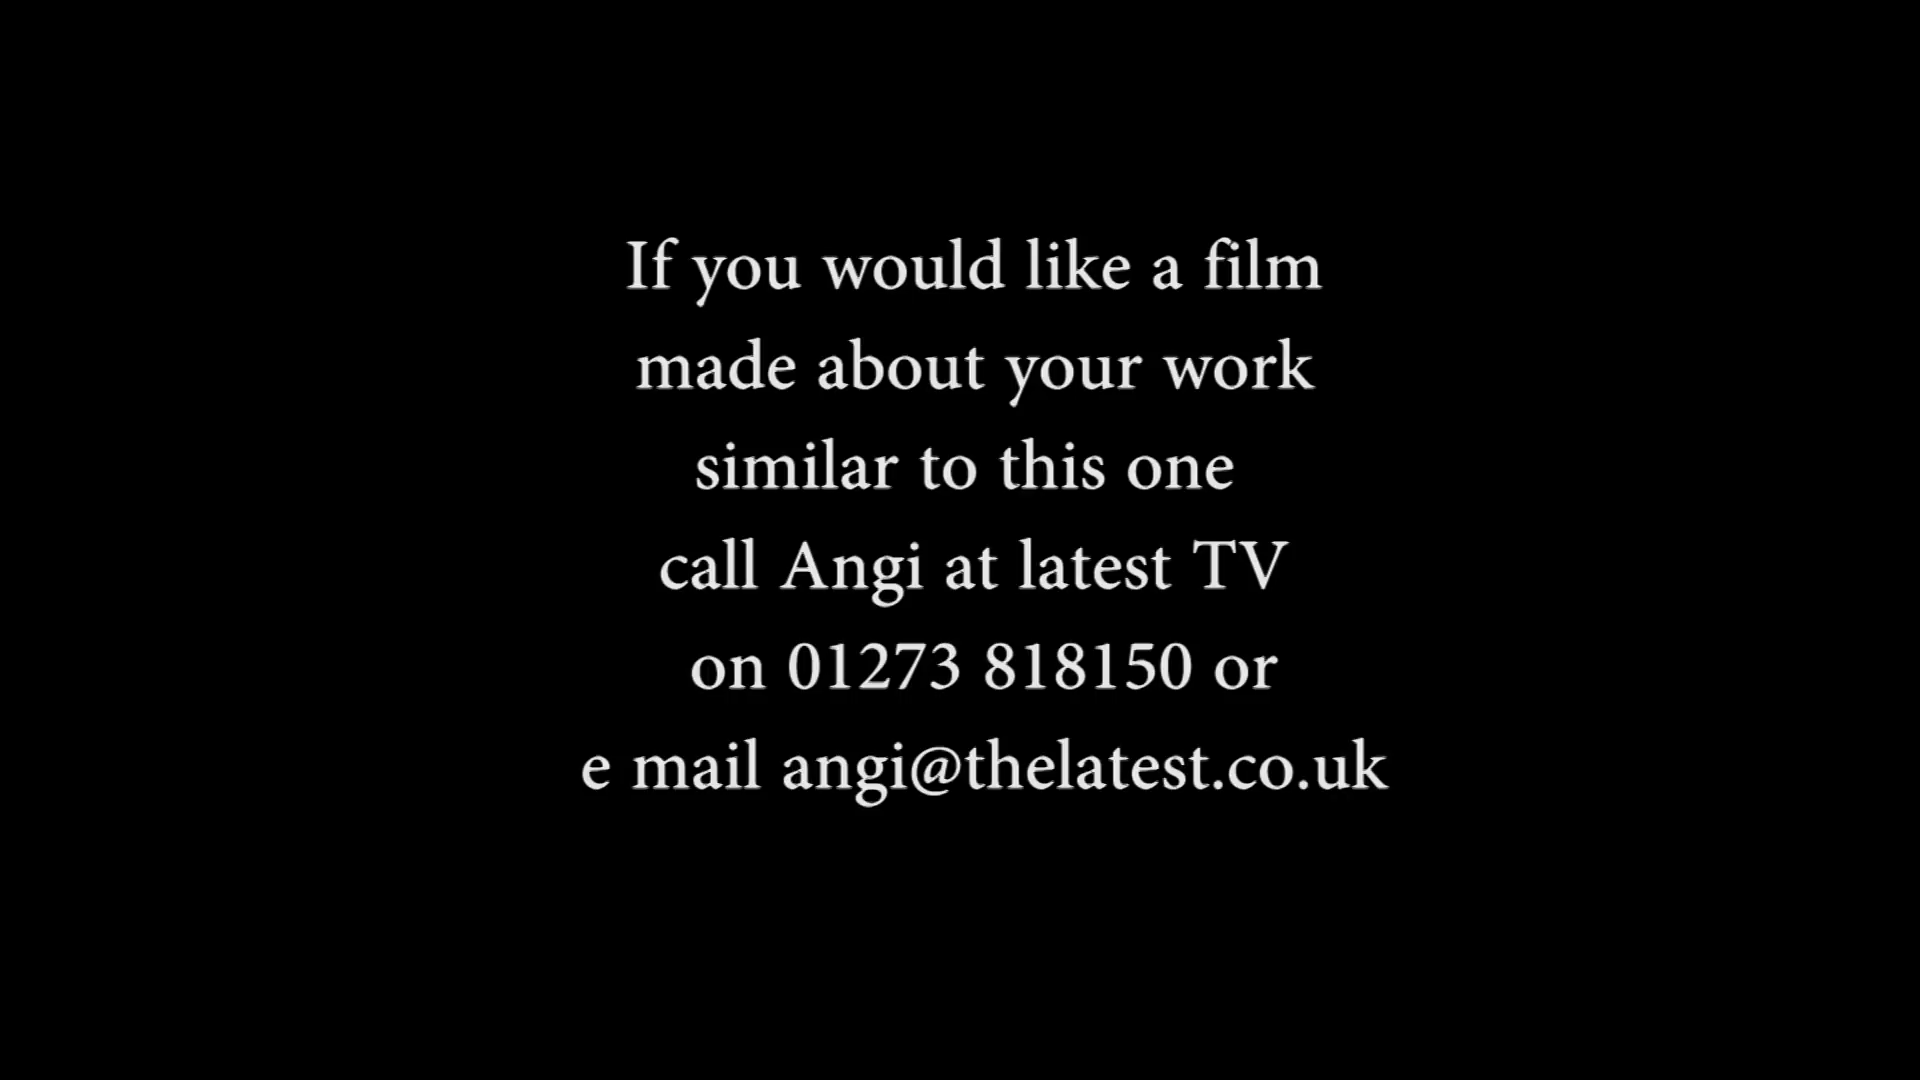 If you would like a film
made about your work
similar to this one
call Angi at latest TV
on 01273 818150 or
e mail angi@thelatest.co.uk